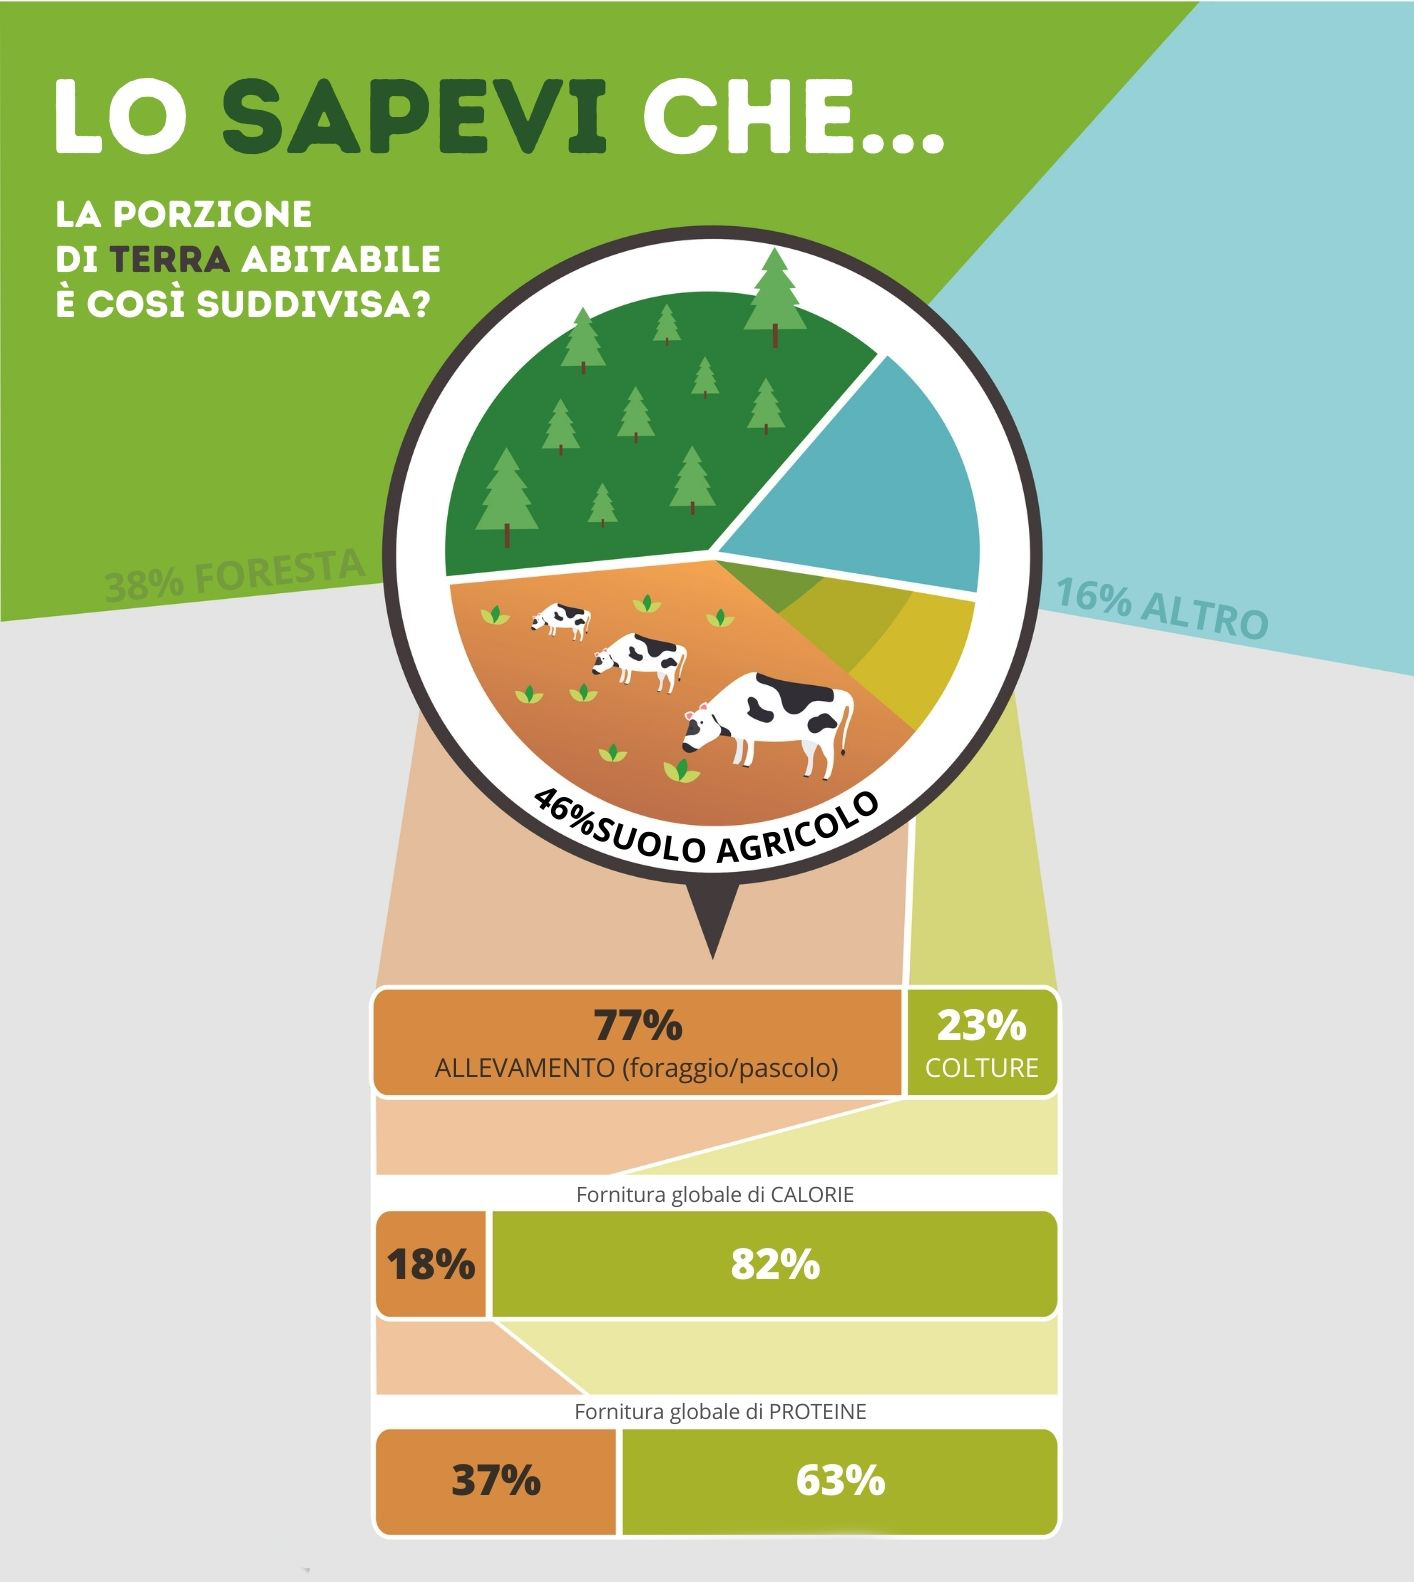 LO SAPEVI CHE...
LA PORZIONE
DI TERRA ABITABILE
È COSÌ SUDDIVISA?
38% FORESTA
16% ALTRO
46%SUOLO AGRICOLO
77%
ALLEVAMENTO (foraggio/pascolo)
23%
COLTURE
Fornitura globale di CALORIE
18%
82%
Fornitura globale di PROTEINE
37%
63%